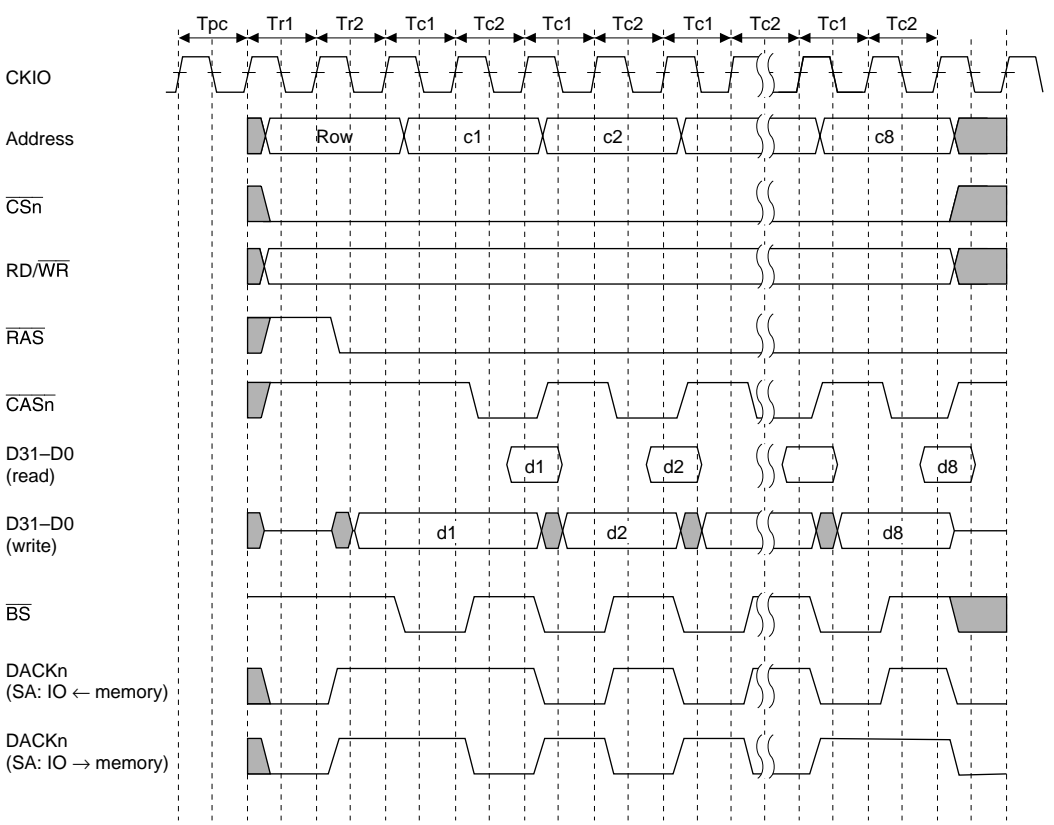 Tpc Tr1 Tr2 Tc1 Tc2 Tc1 Tc2 Tc1 Tc2 Tc1 Tc2
CKIO
Address Row c1 c2 c8
CSn
RD/WR
RAS
CASn
D31–D0
(read) d1 d2 d8
D31–D0
(write) d1 d2 d8
BS
DACKn
(SA: IO ← memory)
DACKn
(SA: IO → memory)